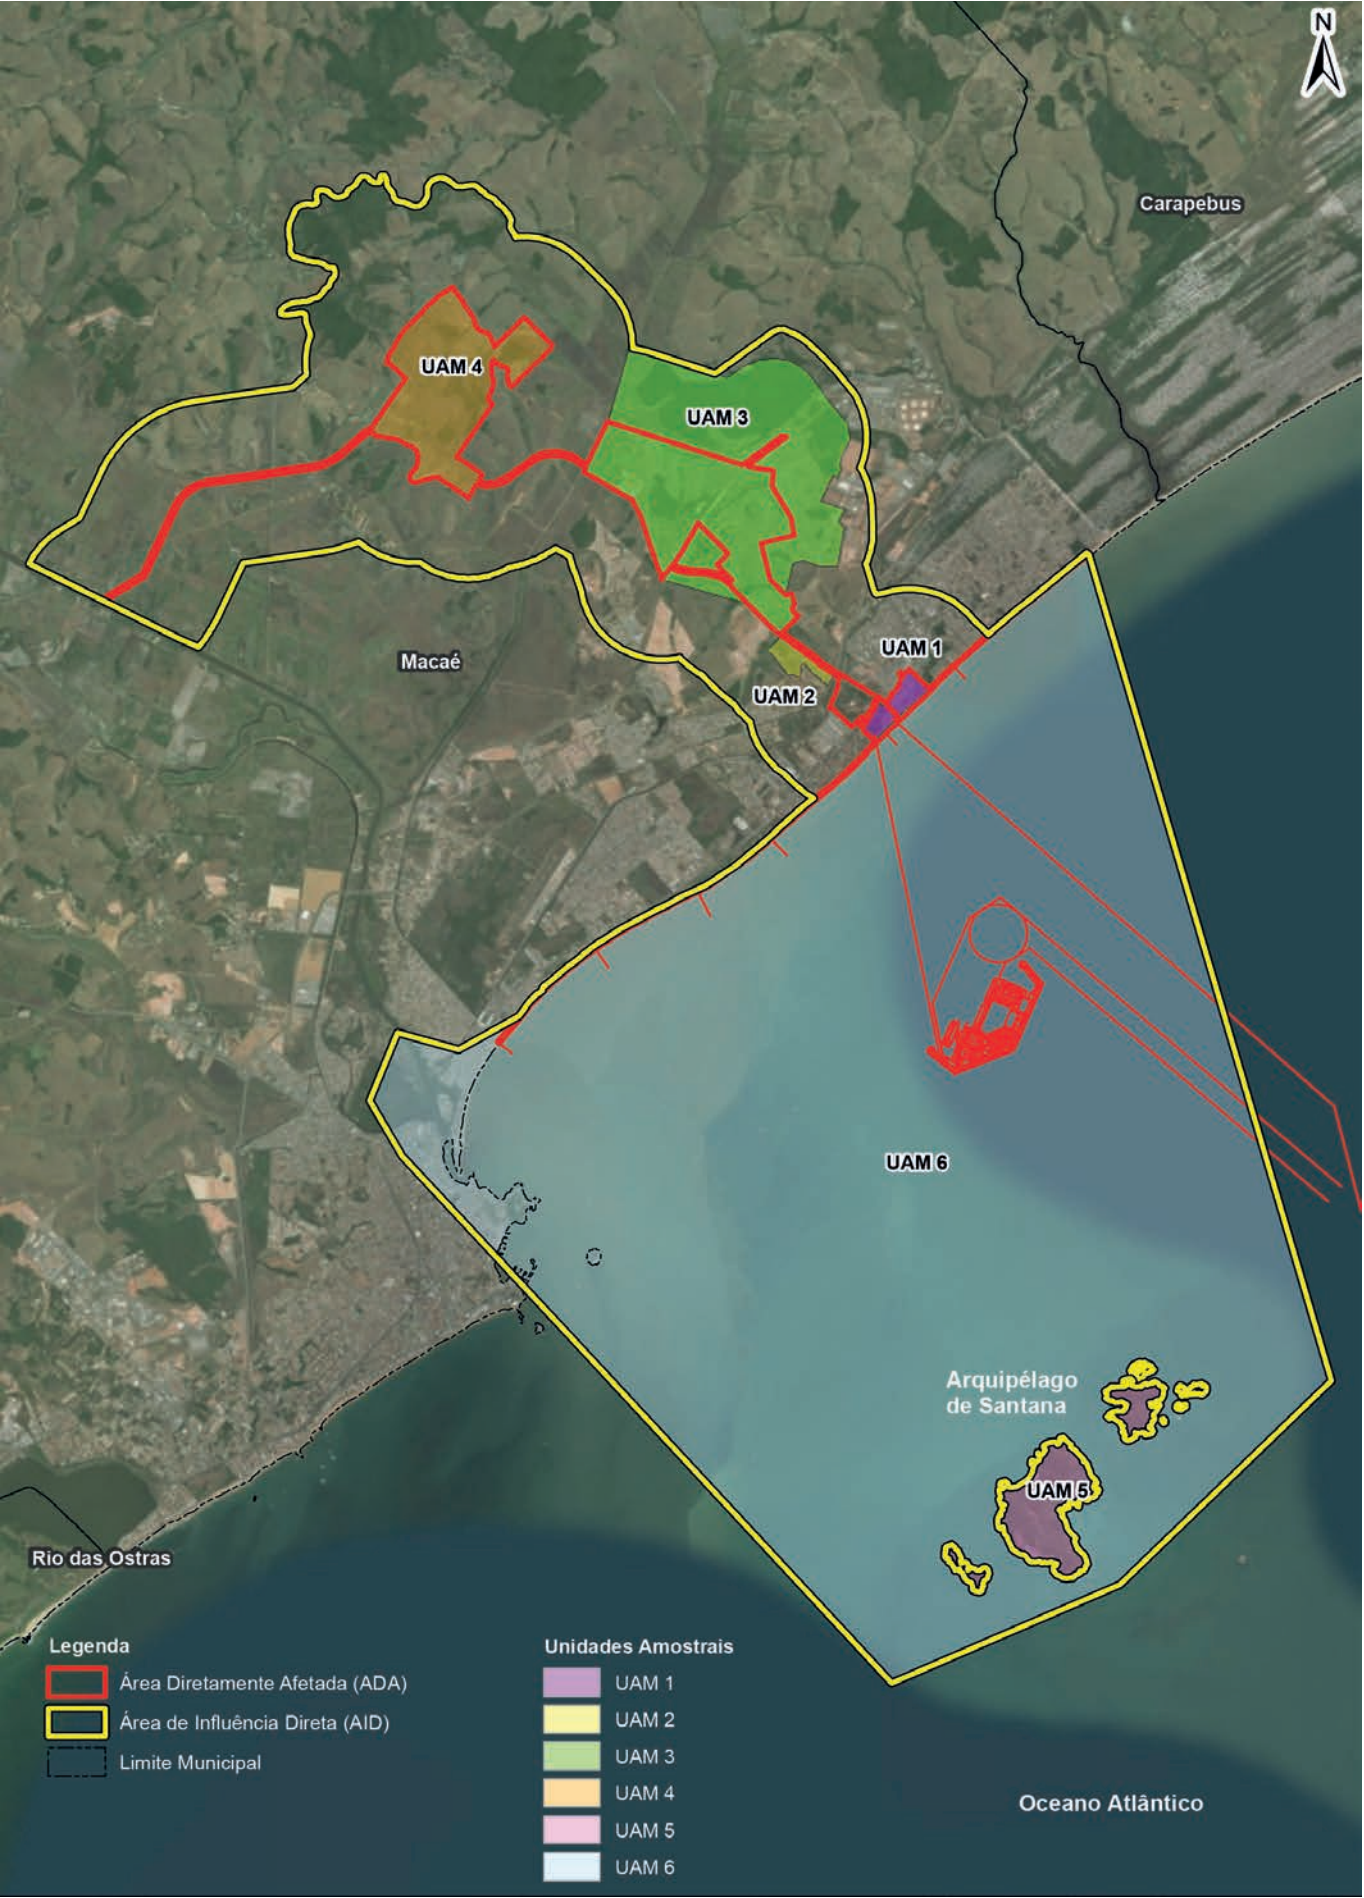 N
Carapebus
UAM 4
UAM 3
UAM 1
Macaé
UAM 2
UAM 6
Arquipélago
de Santana
UAM 5
Rio das Ostras
Legenda
Área Diretamente Afetada (ADA)
Área de Influência Direta (AID)
Limite Municipal
Unidades Amostrais
UAM 1
UAM 2
UAM 3
UAM 4
UAM 5
UAM 6
Oceano Atlântico